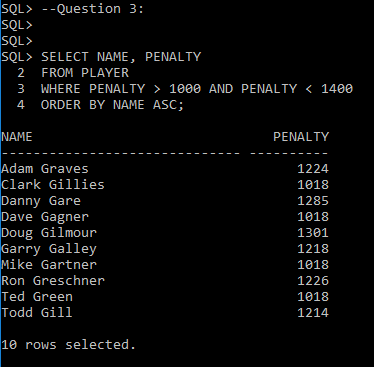 SQL> --Question 3:
SQL>
SQL>
SQL> SELECT NAME, PENALTY
  2  FROM PLAYER
  3  WHERE PENALTY > 1000 AND PENALTY < 1400
  4  ORDER BY NAME ASC;

NAME                              PENALTY
------------------------------ ----------
Adam Graves                          1224
Clark Gillies                        1018
Danny Gare                           1285
Dave Gagner                          1018
Doug Gilmour                         1301
Garry Galley                         1218
Mike Gartner                         1018
Ron Greschner                        1226
Ted Green                            1018
Todd Gill                            1214

10 rows selected.